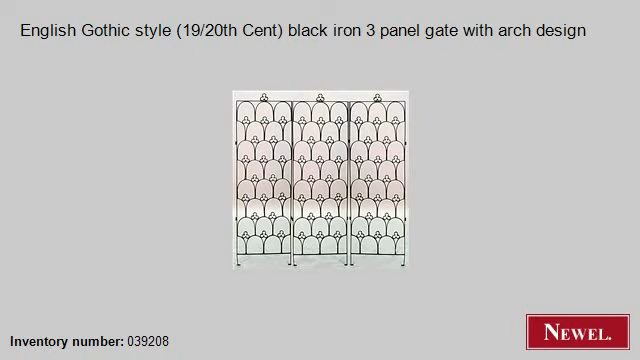 English Gothic style (19/20th Cent) black iron 3 panel gate with arch design
Inventory number: 039208
NEWEL.